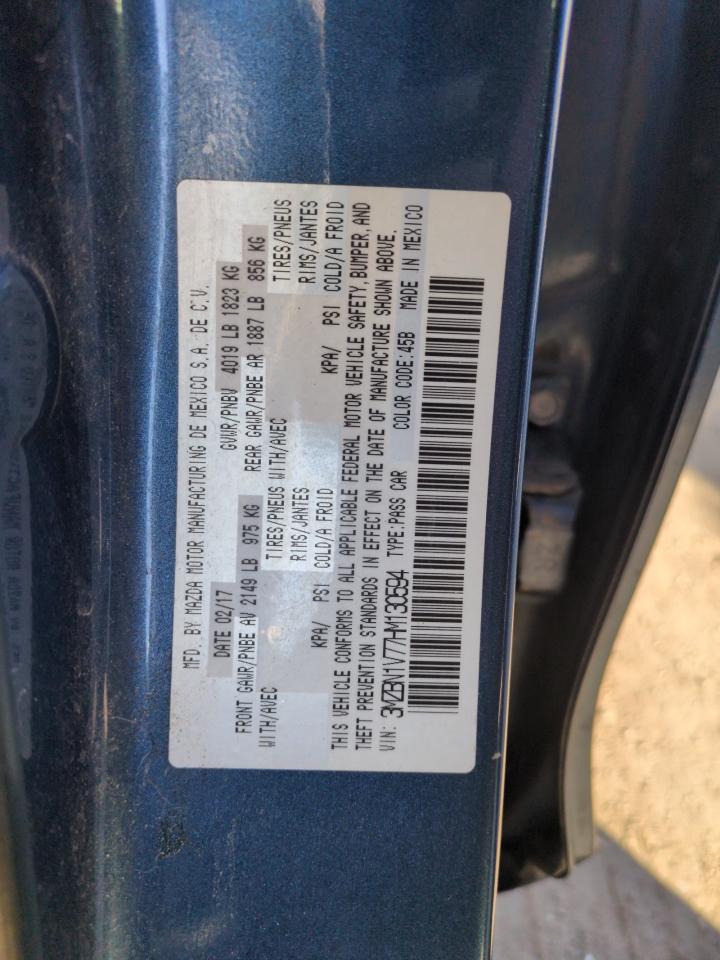 MFD. BY MAZDA MOTOR MANUFACTURING DE MEXICO S.A. DE C.V.
DATE 02/17 GVWR/PNBV 4019 LB 1823 KG
FRONT GAWR/PNBE AV 2149 LB 975 KG REAR GAWR/PNBE AR 1887 LB 856 KG
WITH/AVEC TIRES/PNEUS WITH/AVEC TIRES/PNEUS
RIMS/JANTES RIMS/JANTES
KPA/ PSI COLD/A FROID KPA/ PSI COLD/A FROID
THIS VEHICLE CONFORMS TO ALL APPLICABLE FEDERAL MOTOR VEHICLE SAFETY, BUMPER, AND
THEFT PREVENTION STANDARDS IN EFFECT ON THE DATE OF MANUFACTURE SHOWN ABOVE.
VIN: 3MZBN1V77HM130594 TYPE:PASS CAR COLOR CODE:45B MADE IN MEXICO